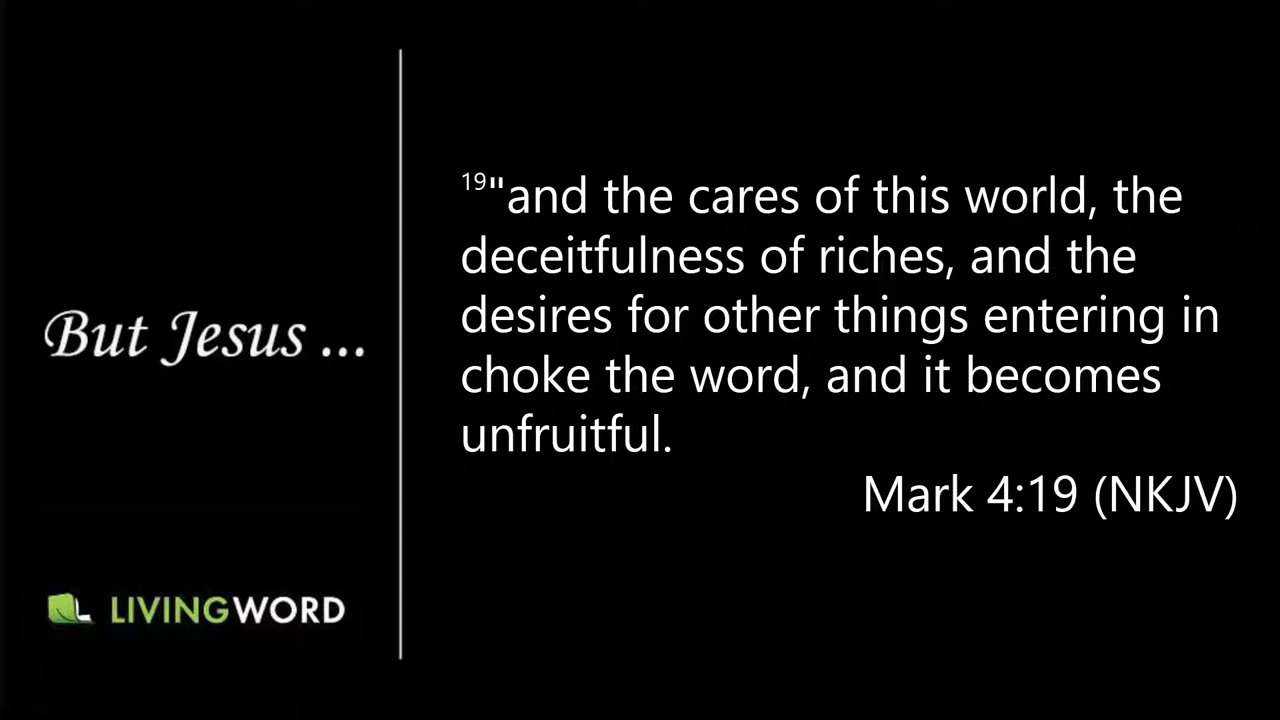 But Jesus ...
LIVINGWORD
19"and the cares of this world, the
deceitfulness of riches, and the
desires for other things entering in
choke the word, and it becomes
unfruitful.
Mark 4:19 (NKJV)